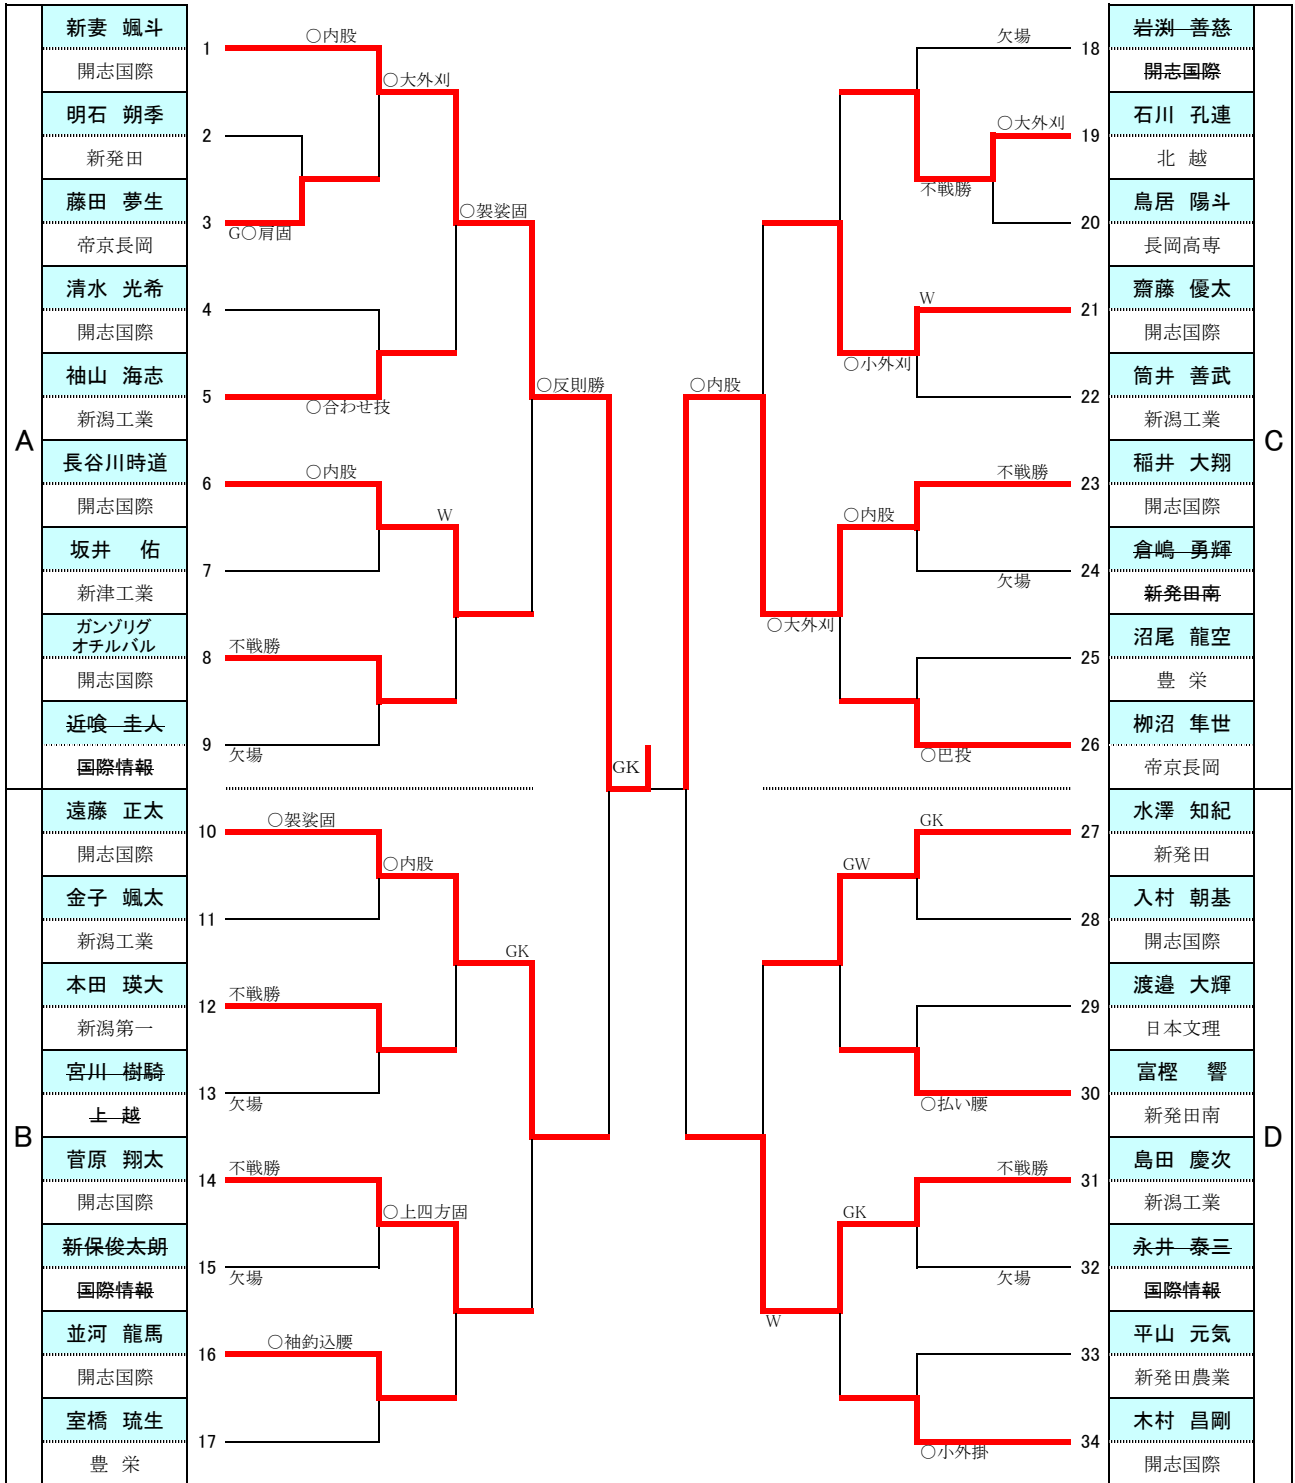 A
新妻 颯斗
開志国際
1
明石 朔季
新発田
2
藤田 夢生
帝京長岡
3
清水 光希
開志国際
4
袖山 海志
新潟工業
5
長谷川時道
開志国際
6
坂井 佑
新津工業
7
ガンゾリグ
オチルバル
開志国際
8
近喰 圭人
国際情報
9
〇内股
〇大外刈
G〇肩固
〇袈裟固
〇合わせ技
〇反則勝
〇内股
W
不戦勝
欠場
GK
B
遠藤 正太
開志国際
10
金子 颯太
新潟工業
11
本田 瑛大
新潟第一
12
宮川 樹騎
上 越
13
菅原 翔太
開志国際
14
新保俊太朗
国際情報
15
並河 龍馬
開志国際
16
室橋 琉生
豊 栄
17
〇袈裟固
〇内股
GK
不戦勝
欠場
不戦勝
〇上四方固
欠場
〇袖釣込腰
C
岩渕 善慈
開志国際
18
石川 孔連
北 越
19
鳥居 陽斗
長岡高専
20
齋藤 優太
開志国際
21
筒井 善武
新潟工業
22
稲井 大翔
開志国際
23
倉嶋 勇輝
新発田南
24
沼尾 龍空
豊 栄
25
柳沼 隼世
帝京長岡
26
欠場
〇大外刈
不戦勝
W
〇小外刈
〇内股
不戦勝
〇内股
欠場
〇大外刈
〇巴投
D
水澤 知紀
新発田
27
入村 朝基
開志国際
28
渡邉 大輝
日本文理
29
富樫 響
新発田南
30
島田 慶次
新潟工業
31
永井 泰三
国際情報
32
平山 元気
新発田農業
33
木村 昌剛
開志国際
34
GK
GW
〇払い腰
不戦勝
GK
欠場
W
〇小外掛